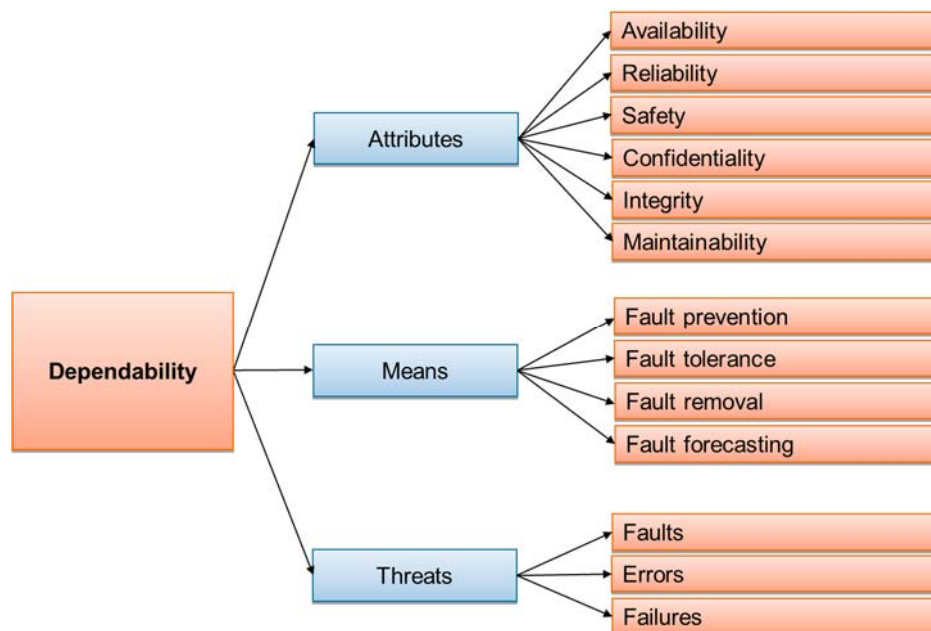 Availability
Reliability
Attributes
Safety
Confidentiality
Integrity
Maintainability
Dependability
Fault prevention
Means
Fault tolerance
Fault removal
Fault forecasting
Faults
Threats
Errors
Failures